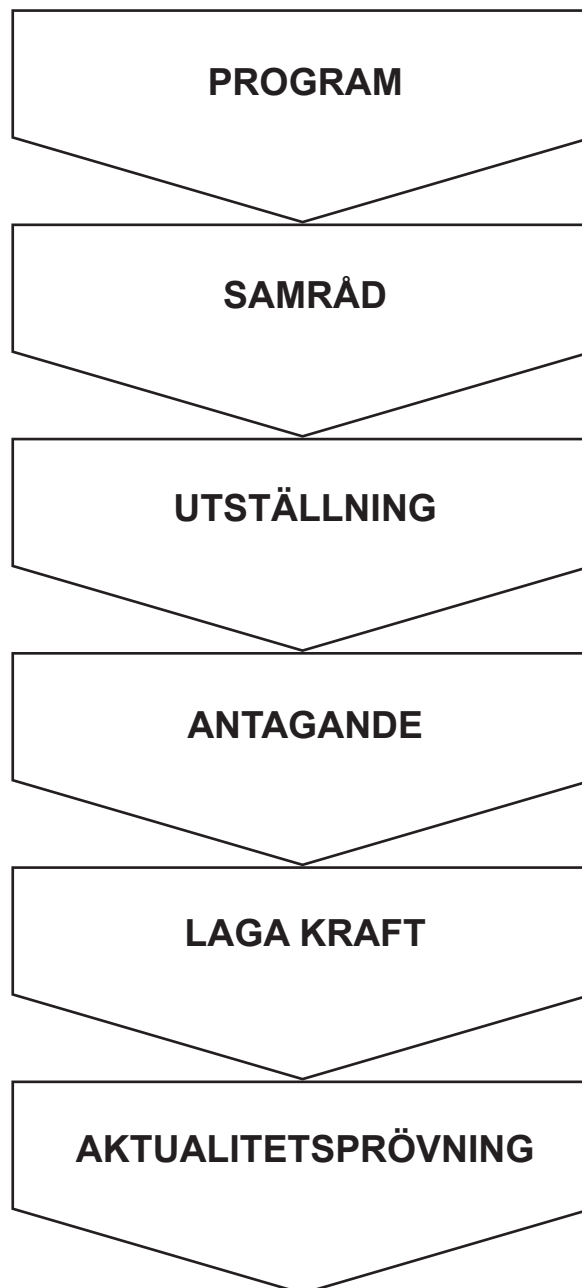 PROGRAM
SAMRÅD
UTSTÄLLNING
ANTAGANDE
LAGA KRAFT
AKTUALITETSPRÖVNING